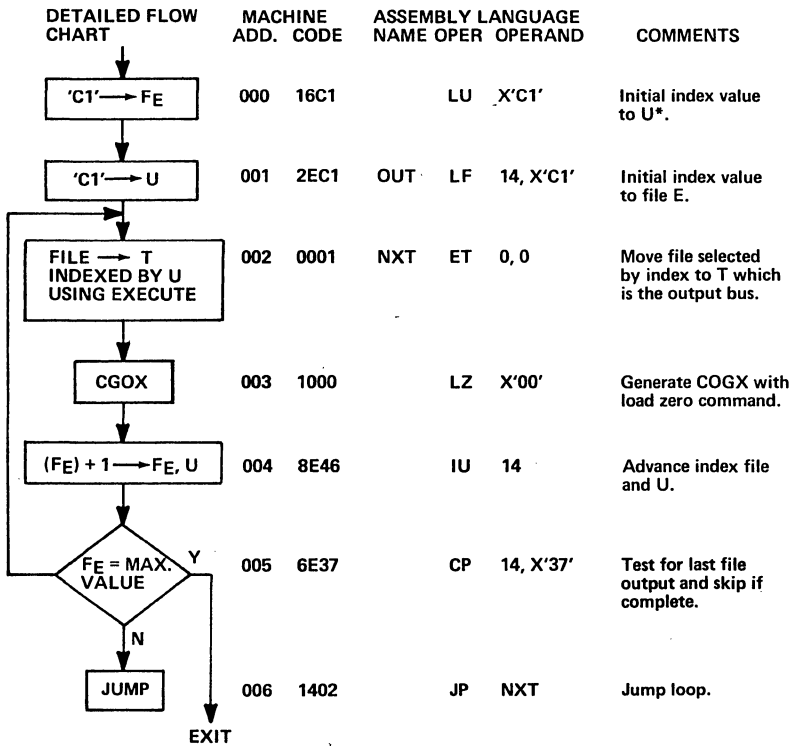 DETAILED FLOW CHART MACHINE ADD. CODE ASSEMBLY LANGUAGE NAME OPER OPERAND COMMENTS
'C1' → FE 000 16C1 LU X'C1' Initial index value
to U*.
'C1' → U 001 2EC1 OUT LF 14, X'C1' Initial index value
to file E.
FILE → T 002 0001 NXT ET 0, 0 Move file selected
INDEXED BY U by index to T which
USING EXECUTE is the output bus.
CGOX 003 1000 LZ X'00' Generate COGX with
load zero command.
(FE) + 1 → FE, U 004 8E46 IU 14 Advance index file
and U.
FE = MAX. Y 005 6E37 CP 14, X'37' Test for last file
VALUE output and skip if
complete.
N
JUMP 006 1402 JP NXT Jump loop.
EXIT